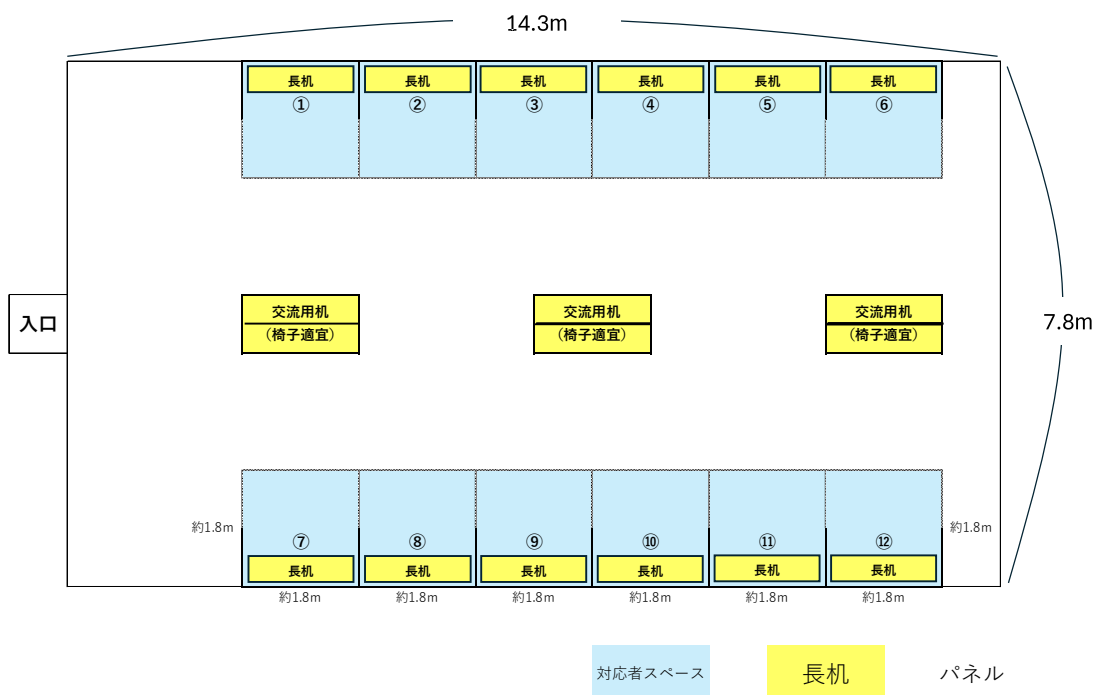 14.3m
長机 長机 長机 長机 長机 長机
① ② ③ ④ ⑤ ⑥
入口
交流用机 交流用机 交流用机
(椅子適宜) (椅子適宜) (椅子適宜)
7.8m
約1.8m 約1.8m
⑦ ⑧ ⑨ ⑩ ⑪ ⑫
長机 長机 長机 長机 長机 長机
約1.8m 約1.8m 約1.8m 約1.8m 約1.8m 約1.8m
対応者スペース 長机 パネル